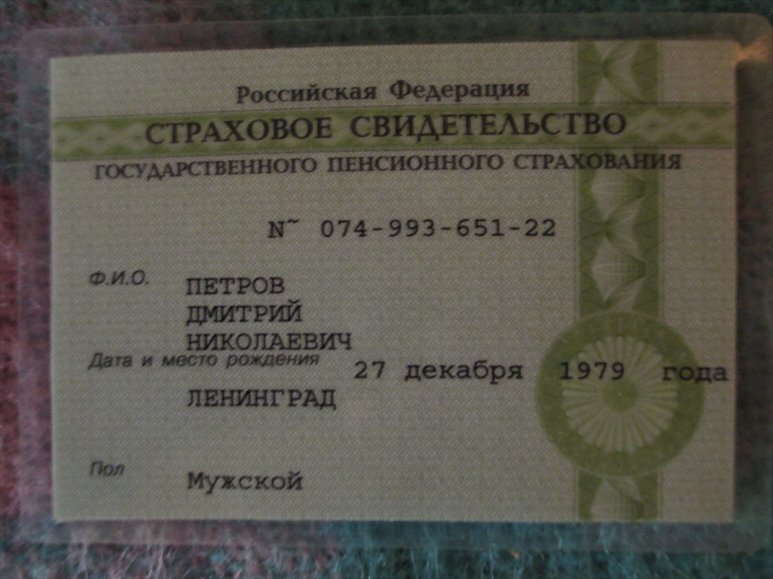 Российская Федерация
СТРАХОВОЕ СВИДЕТЕЛЬСТВО
ГОСУДАРСТВЕННОГО ПЕНСИОННОГО СТРАХОВАНИЯ
N~ 074-993-651-22
Ф.И.О. ПЕТРОВ
ДМИТРИЙ
НИКОЛАЕВИЧ
Дата и место рождения 27 декабря 1979 года
ЛЕНИНГРАД
Пол Мужской